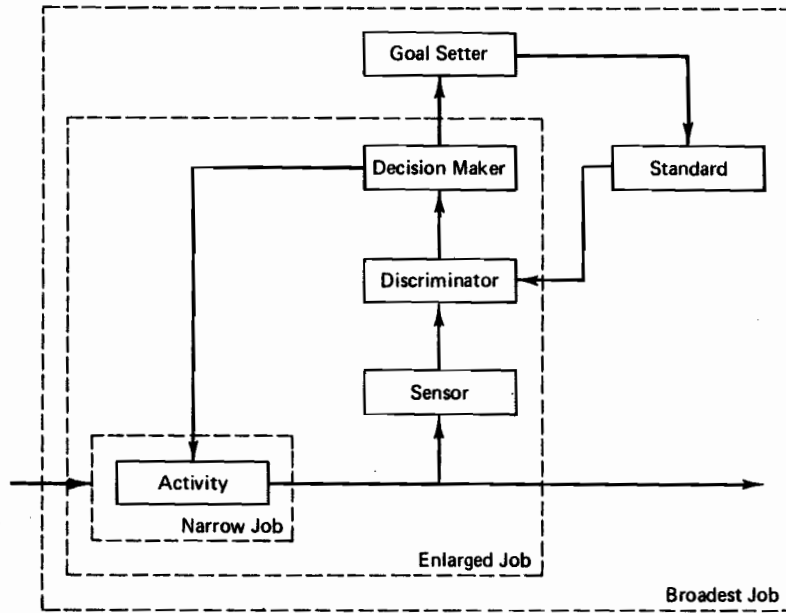 Goal Setter
Decision Maker
Standard
Discriminator
Sensor
Activity
Narrow Job
Enlarged Job
Broadest Job